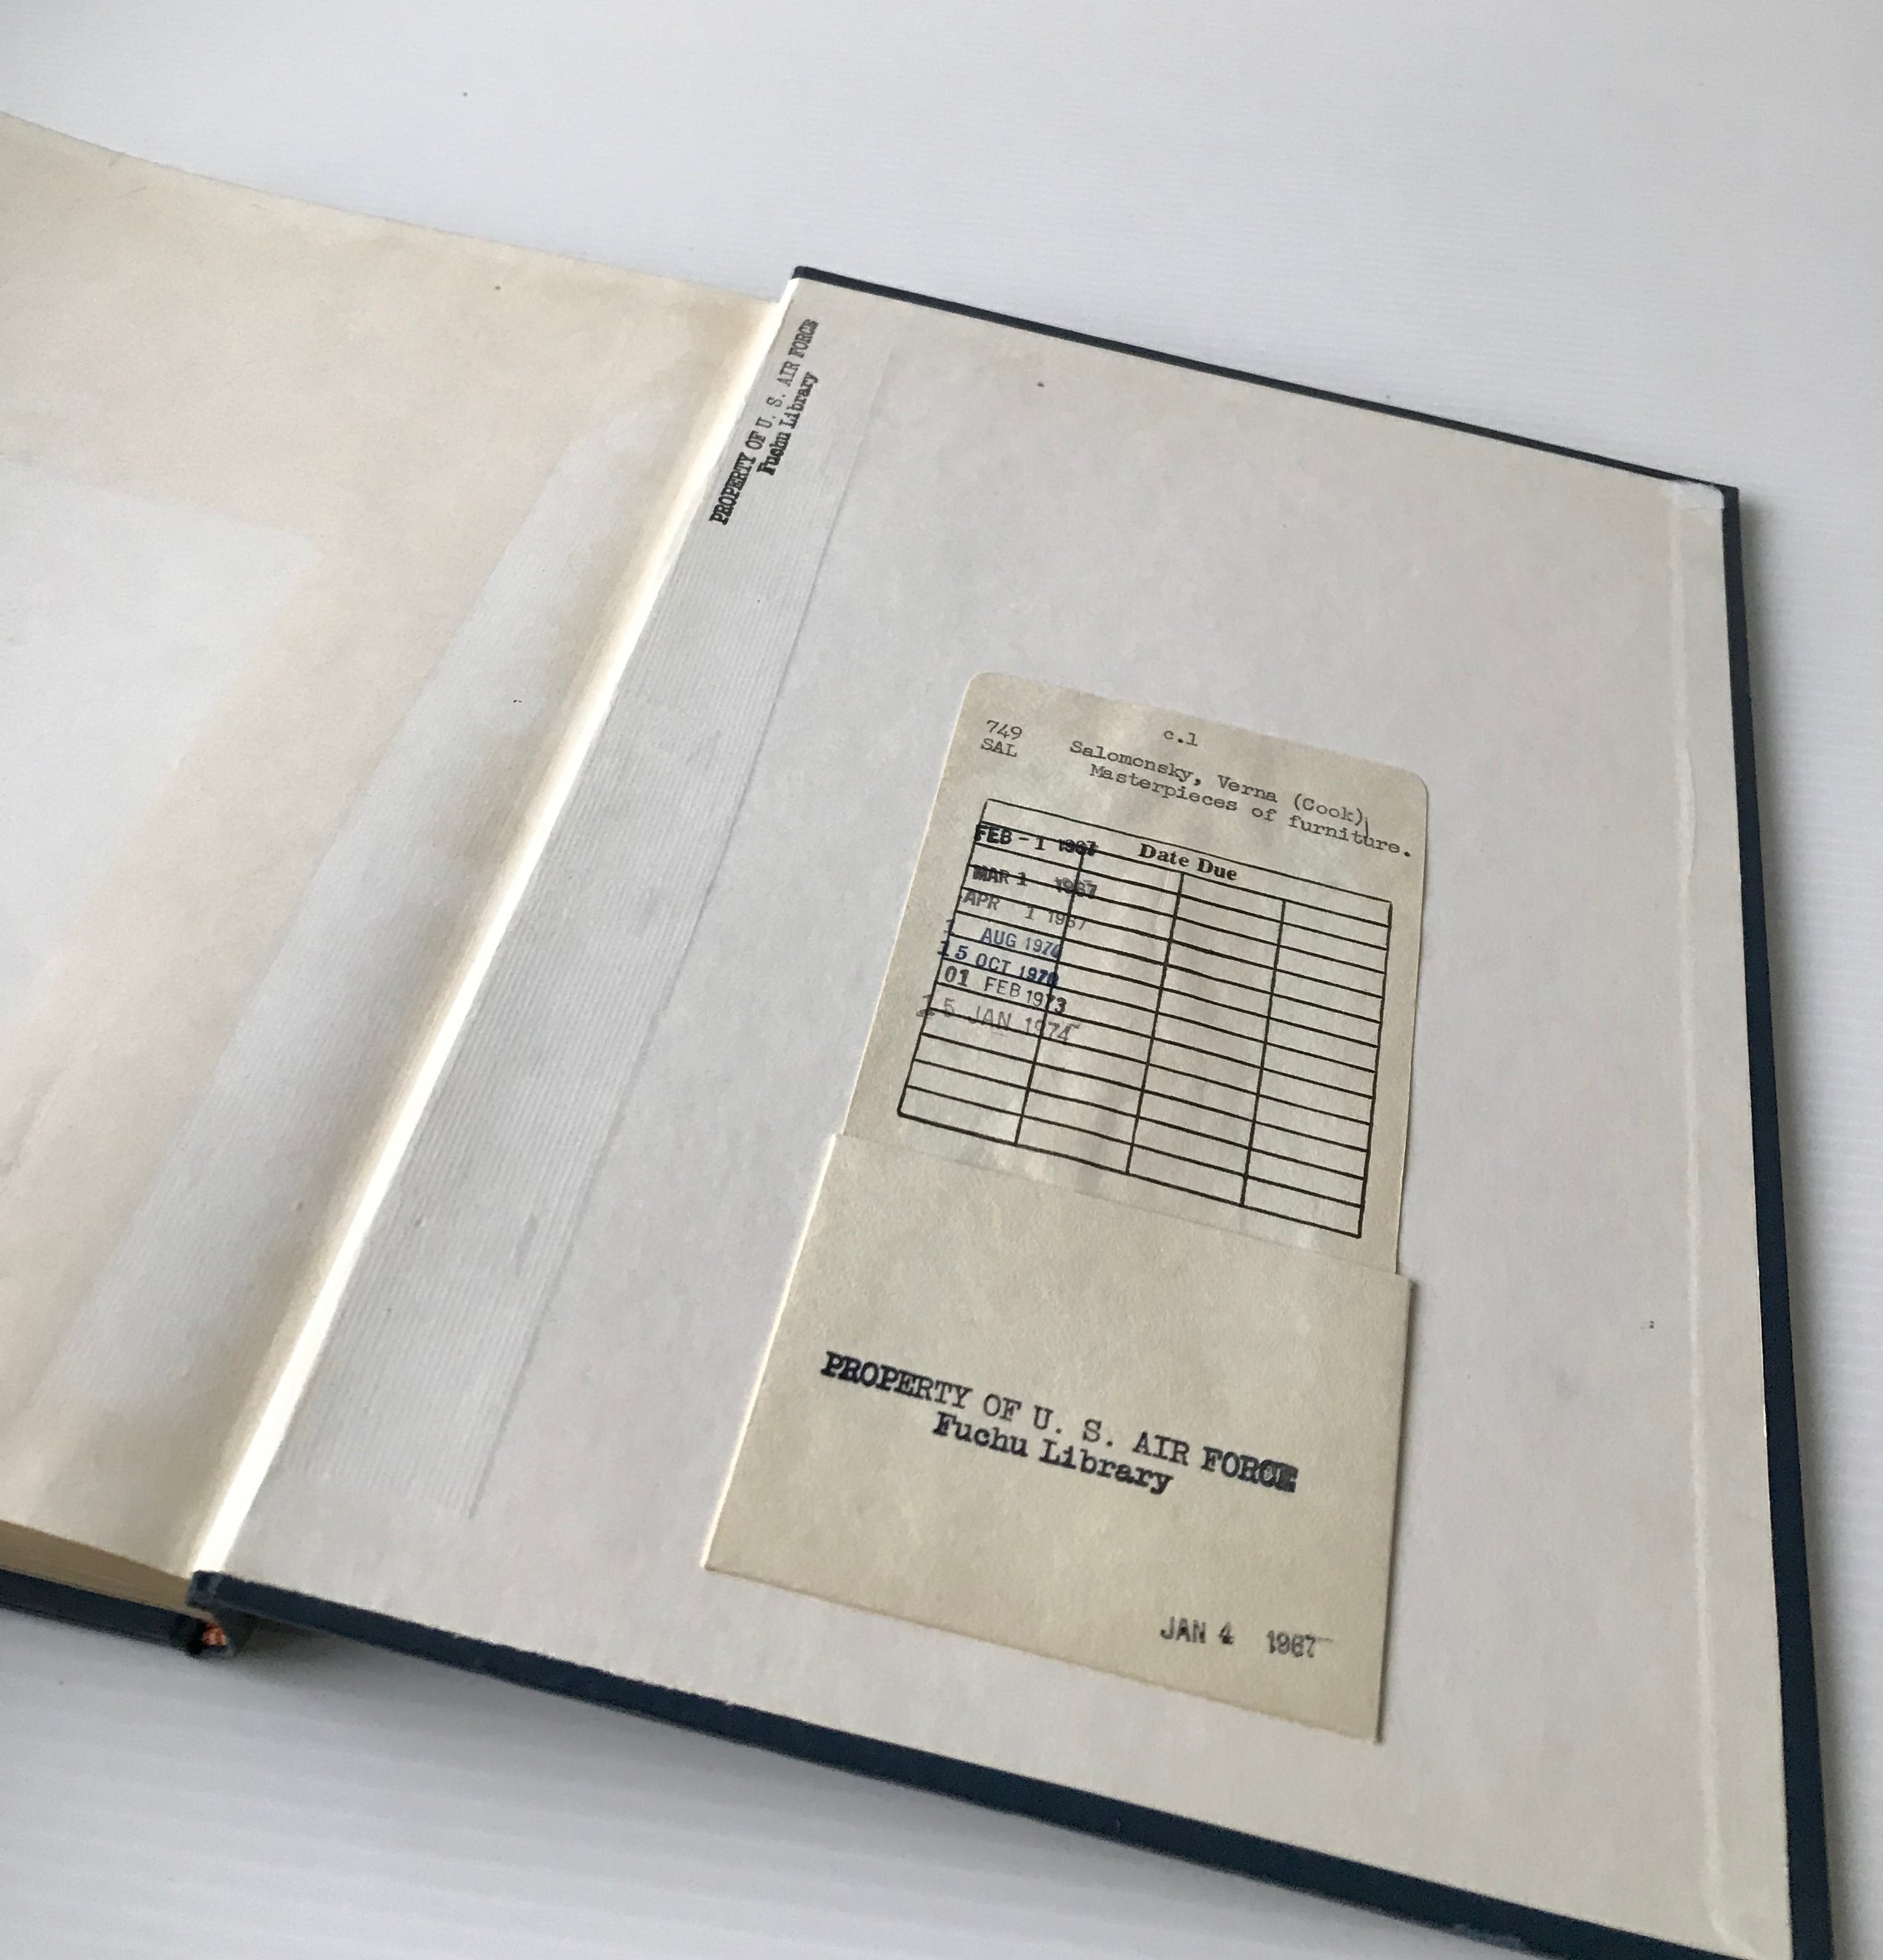 PROPERTY OF U. S. AIR FORCE
Fuchu Library
749 c.1
SAL Salomonsky, Verna (Cook)
Masterpieces of furniture.
Date Due
FEB - 1 1967
MAR 1 1967
APR 1 1967
1 AUG 1970
15 OCT 1970
01 FEB 1973
15 JAN 1974
PROPERTY OF U. S. AIR FORCE
Fuchu Library
JAN 4 1967